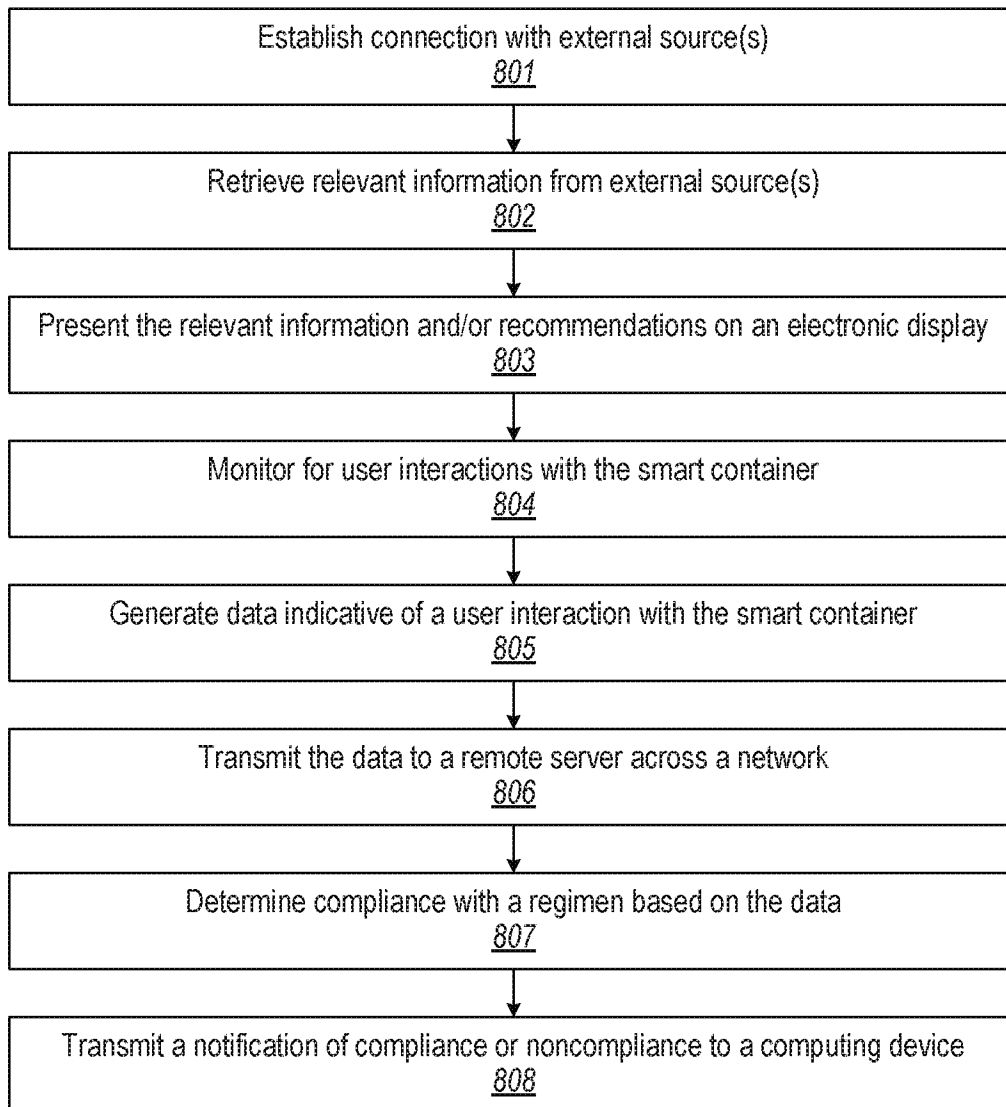 Establish connection with external source(s)
801
Retrieve relevant information from external source(s)
802
Present the relevant information and/or recommendations on an electronic display
803
Monitor for user interactions with the smart container
804
Generate data indicative of a user interaction with the smart container
805
Transmit the data to a remote server across a network
806
Determine compliance with a regimen based on the data
807
Transmit a notification of compliance or noncompliance to a computing device
808